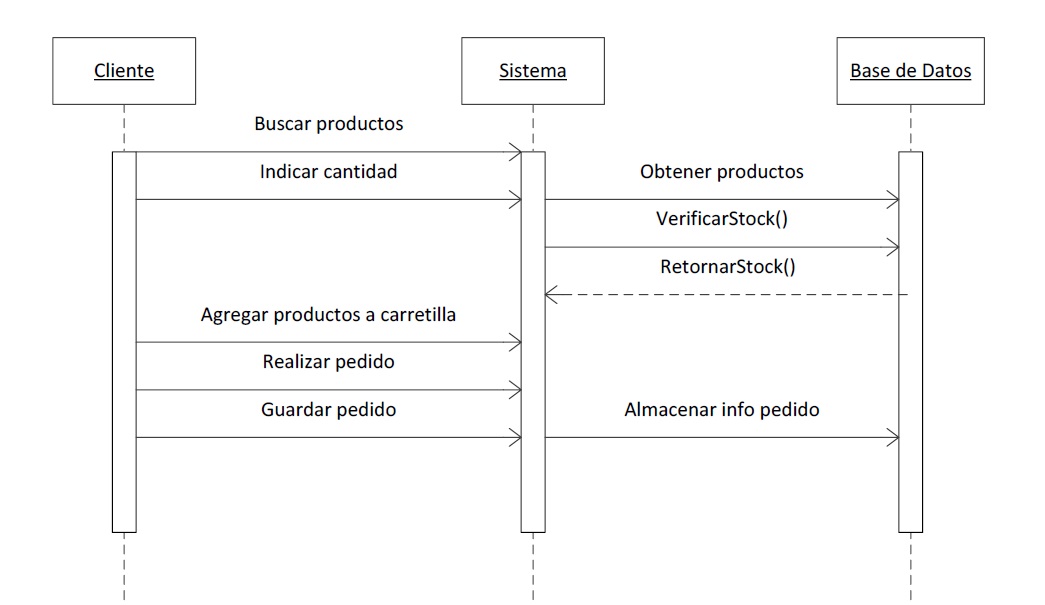 Cliente
Sistema
Base de Datos
Buscar productos
Indicar cantidad
Obtener productos
VerificarStock()
RetornarStock()
Agregar productos a carretilla
Realizar pedido
Guardar pedido
Almacenar info pedido